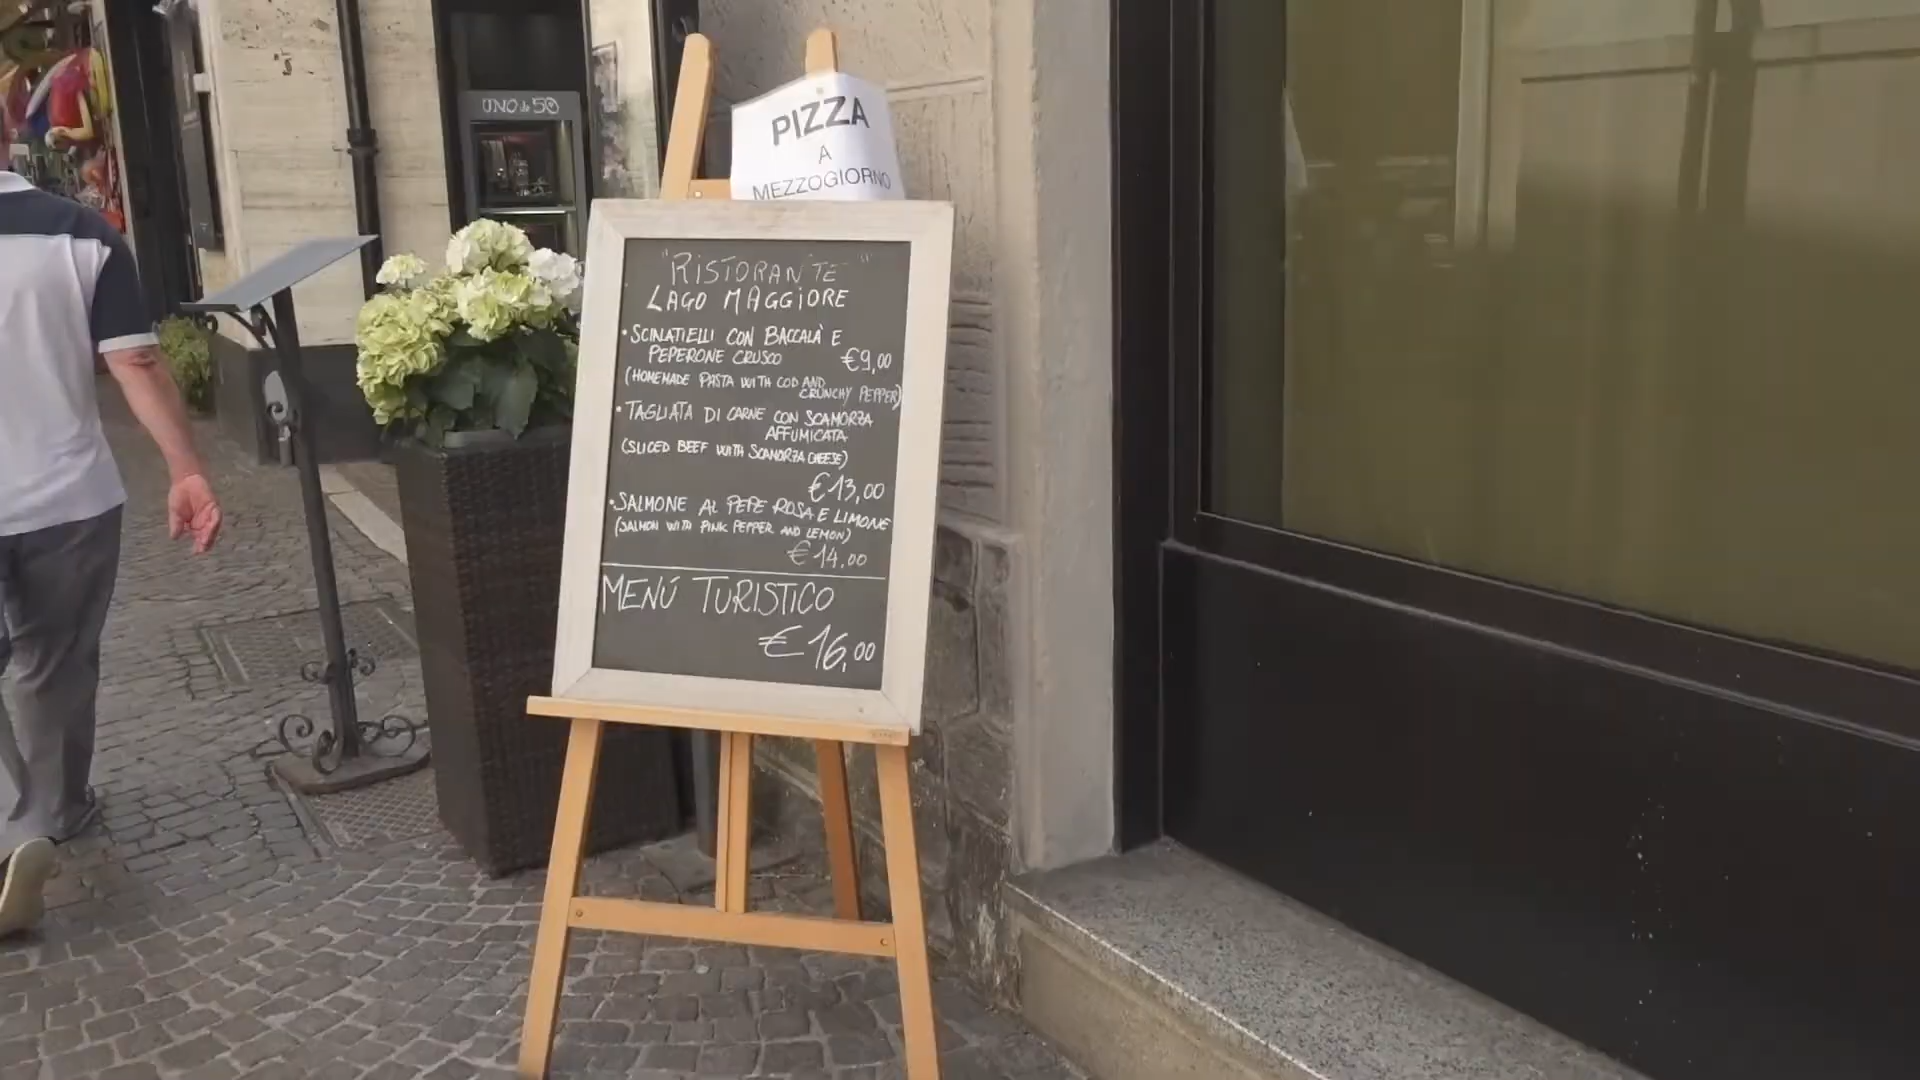 UNO de 50
PIZZA
A
MEZZOGIORNO
"RISTORANTE"
LAGO MAGGIORE
• SCIALATIELLI CON BACCALÀ E
PEPERONE CRUSCO €9,00
(HOMEMADE PASTA WITH COD AND
CRUNCHY PEPPER)
• TAGLIATA DI CARNE CON SCAMORZA
AFFUMICATA
(SLICED BEEF WITH SCAMORZA CHEESE)
€13,00
• SALMONE AL PEPE ROSA E LIMONE
(SALMON WITH PINK PEPPER AND LEMON)
€14,00
MENÚ TURISTICO
€16,00